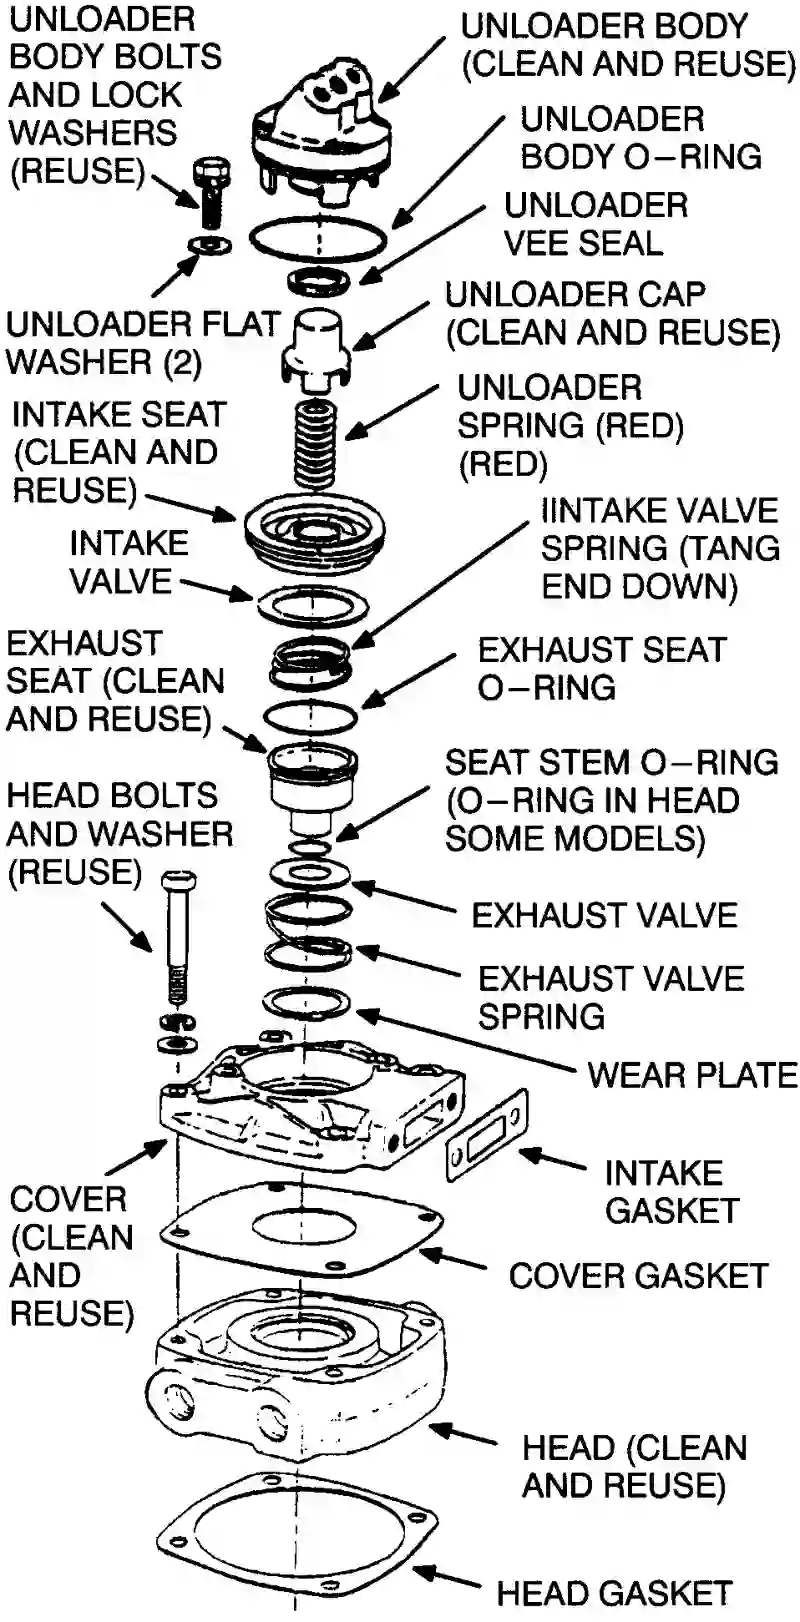 UNLOADER
BODY BOLTS
AND LOCK
WASHERS
(REUSE)
UNLOADER BODY
(CLEAN AND REUSE)
UNLOADER
BODY O–RING
UNLOADER
VEE SEAL
UNLOADER FLAT
WASHER (2)
UNLOADER CAP
(CLEAN AND REUSE)
UNLOADER
SPRING (RED)
(RED)
INTAKE SEAT
(CLEAN AND
REUSE)
IINTAKE VALVE
SPRING (TANG
END DOWN)
INTAKE
VALVE
EXHAUST
SEAT (CLEAN
AND REUSE)
EXHAUST SEAT
O–RING
SEAT STEM O–RING
(O–RING IN HEAD
SOME MODELS)
HEAD BOLTS
AND WASHER
(REUSE)
EXHAUST VALVE
EXHAUST VALVE
SPRING
WEAR PLATE
INTAKE
GASKET
COVER
(CLEAN
AND
REUSE)
COVER GASKET
HEAD (CLEAN
AND REUSE)
HEAD GASKET